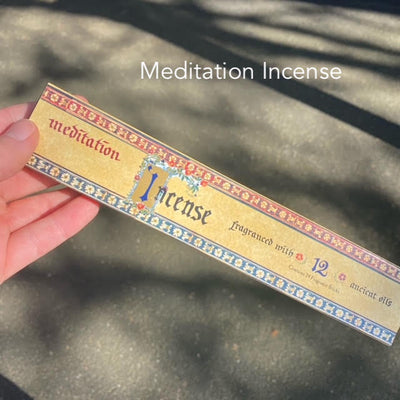 Meditation Incense
meditation
Incense
fragranced with 12 ancient oils